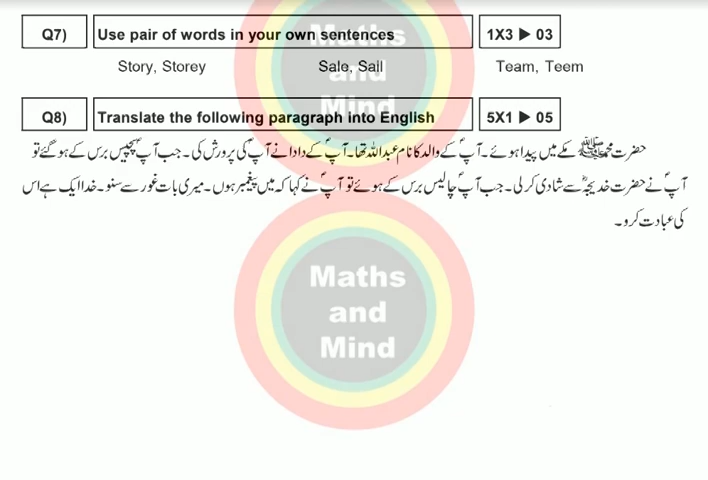 Q7) Use pair of words in your own sentences 1X3 ▶ 03
Story, Storey Sale, Sail Team, Teem
Q8) Translate the following paragraph into English 5X1 ▶ 05
حضرت محمدﷺ مکے میں پیدا ہوئے۔ آپؐ کے والد کا نام عبداللہ تھا۔ آپؐ کے دادا نے آپؐ کی پرورش کی۔ جب آپؐ پچیس برس کے ہو گئے تو
آپؐ نے حضرت خدیجہؓ سے شادی کر لی۔ جب آپؐ چالیس برس کے ہوئے تو آپؐ نے کہا کہ میں پیغمبر ہوں۔ میری بات غور سے سنو۔ خدا ایک ہے اس
کی عبادت کرو۔
Maths
and
Mind
Maths
and
Mind